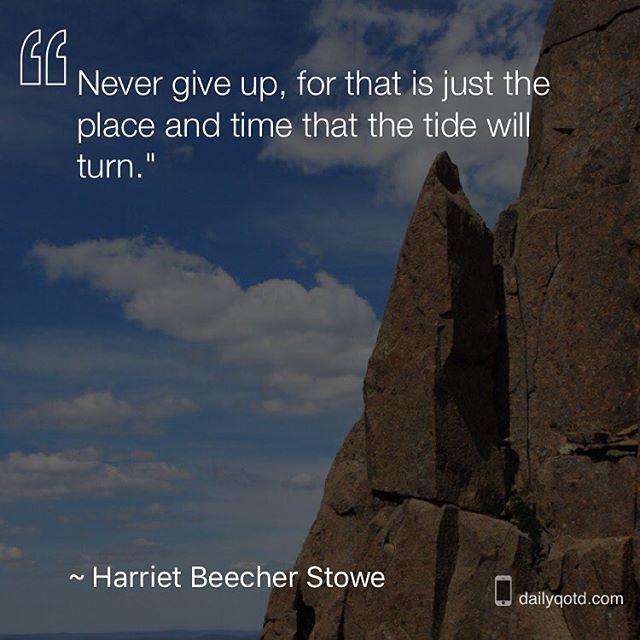 “Never give up, for that is just the
place and time that the tide will
turn."
~ Harriet Beecher Stowe
dailyqotd.com